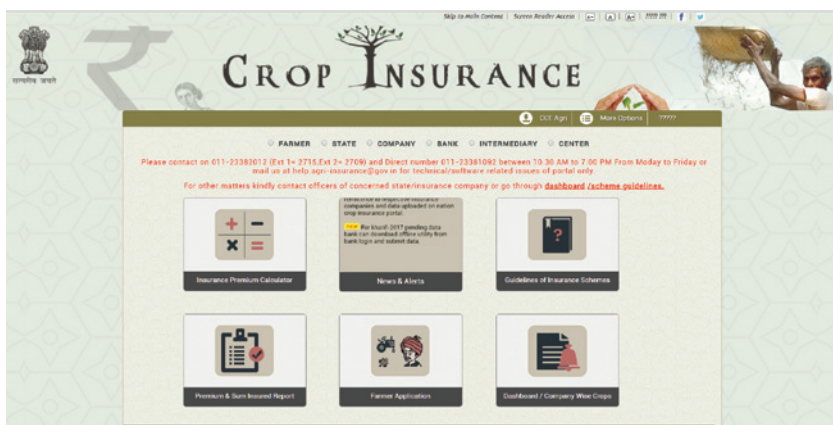 Skip to Main Content | Screen Reader Access | A- | A | A+ | ???? ?? |
सत्यमेव जयते
CROP INSURANCE
CCE Agri More Options ?????
FARMER STATE COMPANY BANK INTERMEDIARY CENTER
Please contact on 011-23382012 (Ext 1= 2715,Ext 2= 2709) and Direct number 011-23381092 between 10:30 AM to 7:00 PM From Moday to Friday or
mail us at help.agri-insurance@gov.in for technical/software related issues of portal only.
For other matters kindly contact officers of concerned state/insurance company or go through dashboard /scheme guidelines.
to respective insurance
companies and data uploaded on nation
crop insurance portal.
For kharif-2017 pending data
bank can download offline utility from
bank login and submit data
Insurance Premium Calculator
News & Alerts
Guidelines of Insurance Schemes
Premium & Sum Insured Report
Farmer Application
Dashboard / Company Wise Crops